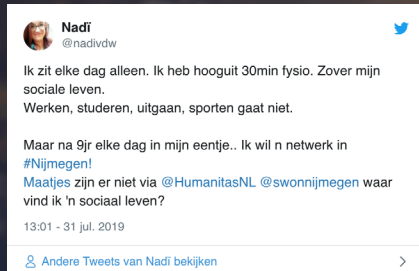 Nadï
@nadivdw
Ik zit elke dag alleen. Ik heb hooguit 30min fysio. Zover mijn
sociale leven.
Werken, studeren, uitgaan, sporten gaat niet.
Maar na 9jr elke dag in mijn eentje.. Ik wil n netwerk in
#Nijmegen!
Maatjes zijn er niet via @HumanitasNL @swonnijmegen waar
vind ik 'n sociaal leven?
13:01 - 31 jul. 2019
Andere Tweets van Nadï bekijken